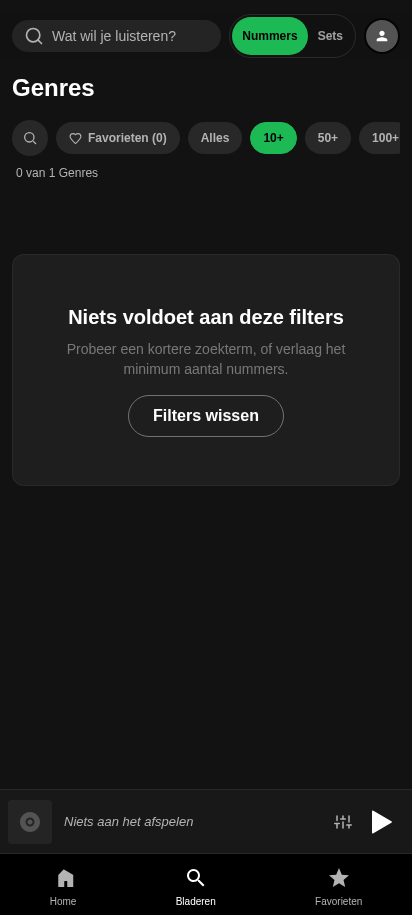 Wat wil je luisteren?
Nummers
Sets
Genres
Favorieten (0)
Alles
10+
50+
100+
0 van 1 Genres
Niets voldoet aan deze filters
Probeer een kortere zoekterm, of verlaag het
minimum aantal nummers.
Filters wissen
Niets aan het afspelen
Home
Bladeren
Favorieten